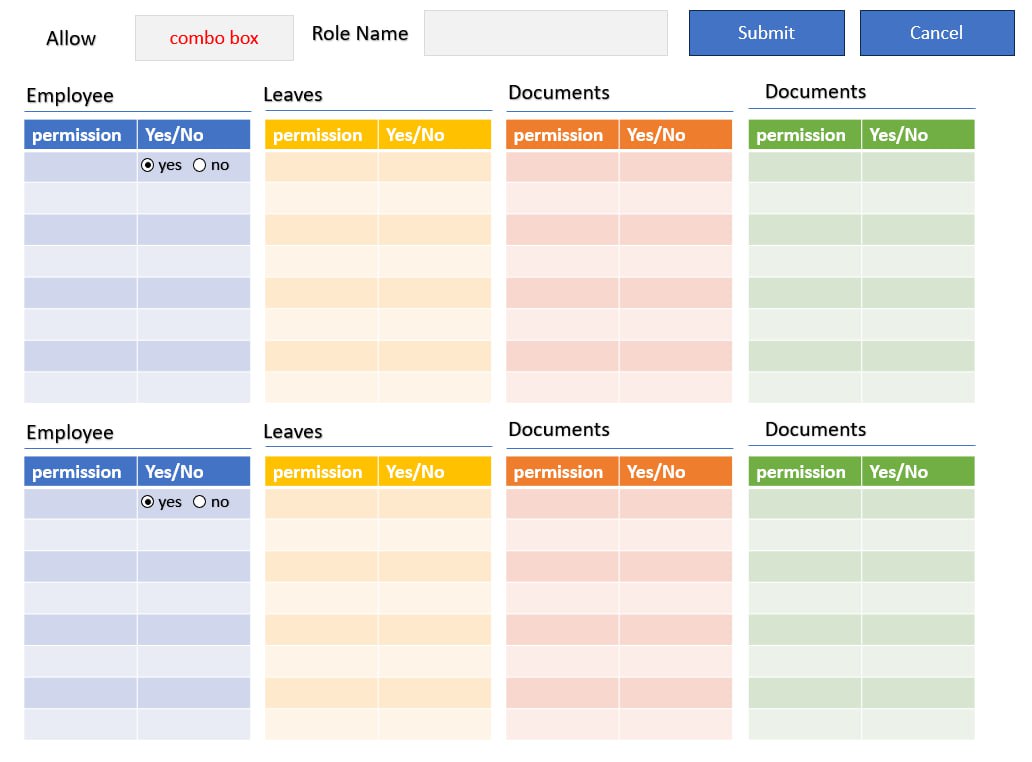 Allow combo box Role Name Submit Cancel
Employee Leaves Documents Documents
permission Yes/No permission Yes/No permission Yes/No permission Yes/No
yes no
Employee Leaves Documents Documents
permission Yes/No permission Yes/No permission Yes/No permission Yes/No
yes no